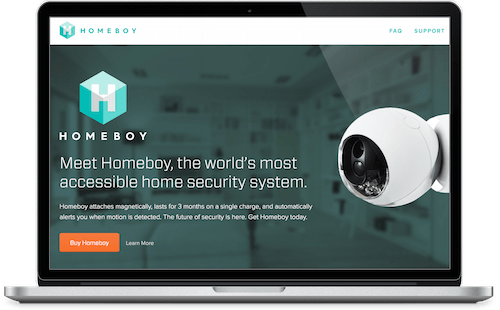 HOMEBOY
FAQ SUPPORT
H
HOMEBOY
Meet Homeboy, the world's most
accessible home security system.
Homeboy attaches magnetically, lasts for 3 months on a single charge, and automatically
alerts you when motion is detected. The future of security is here. Get Homeboy today.
Buy Homeboy Learn More